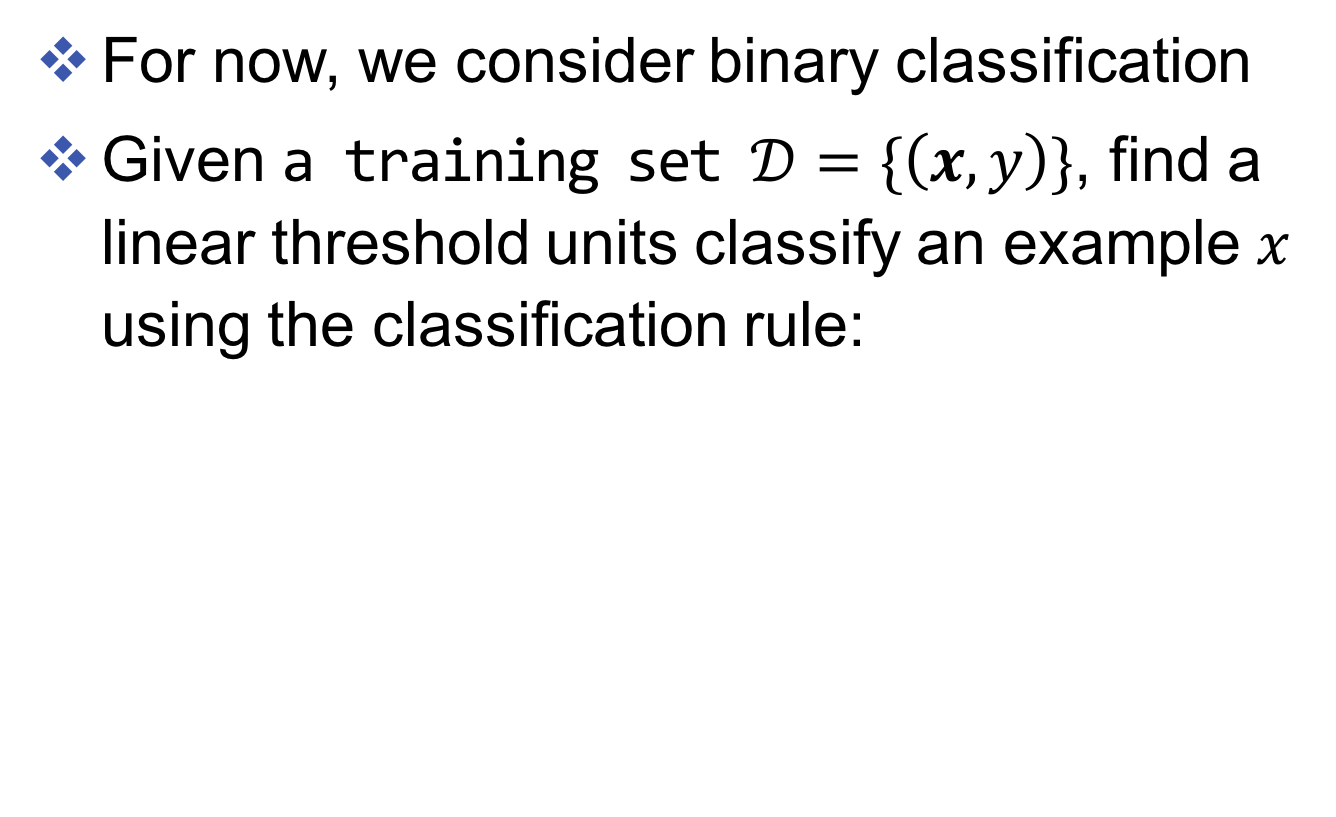 ❖ For now, we consider binary classification
❖ Given a training set 𝒟 = {(𝒙, 𝑦)}, find a
linear threshold units classify an example 𝑥
using the classification rule: